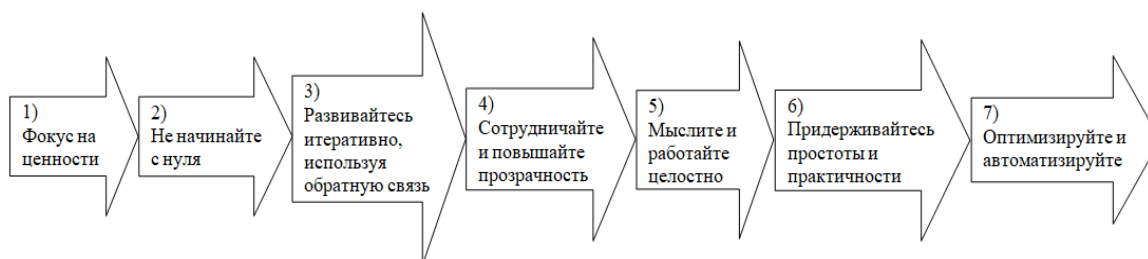 1)
Фокус на
ценности
2)
Не начинайте
с нуля
3)
Развивайтесь
итеративно,
используя
обратную связь
4)
Сотрудничайте
и повышайте
прозрачность
5)
Мыслите и
работайте
целостно
6)
Придерживайтесь
простоты и
практичности
7)
Оптимизируйте и
автоматизируйте